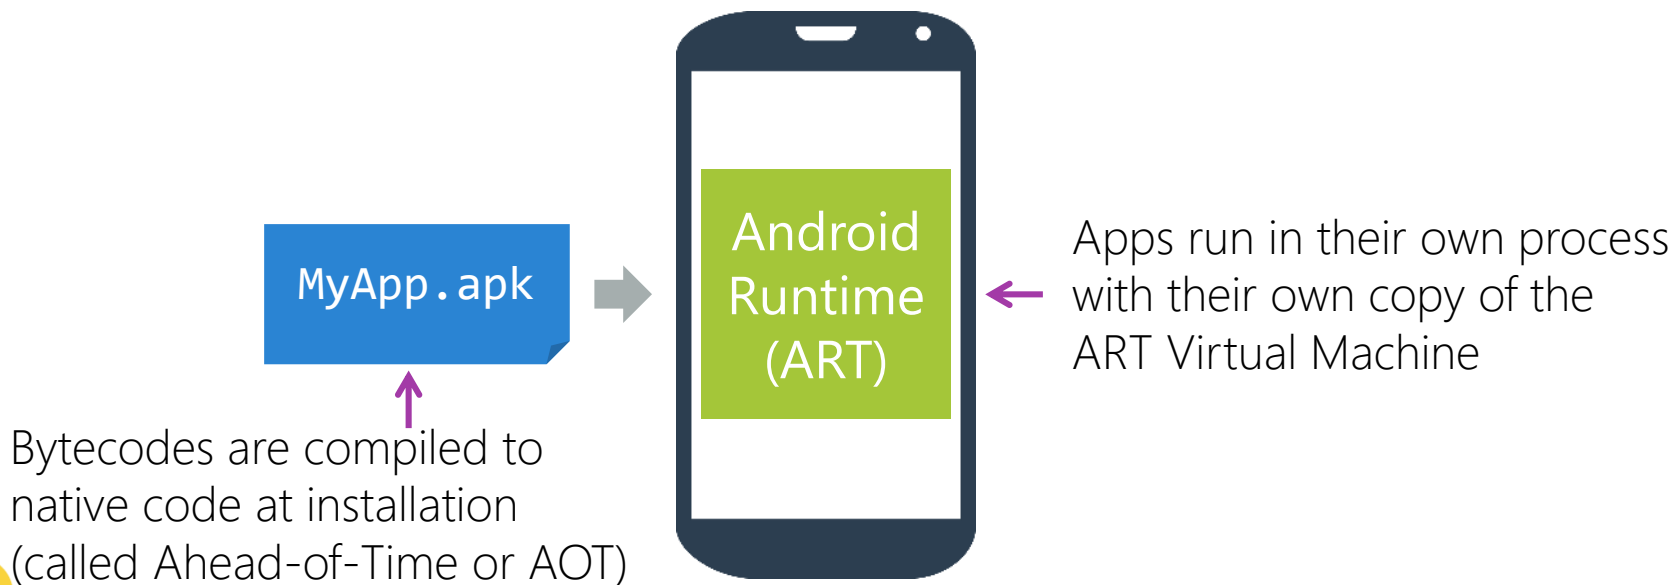 MyApp.apk
Bytecodes are compiled to
native code at installation
(called Ahead-of-Time or AOT)
Android
Runtime
(ART)
Apps run in their own process
with their own copy of the
ART Virtual Machine